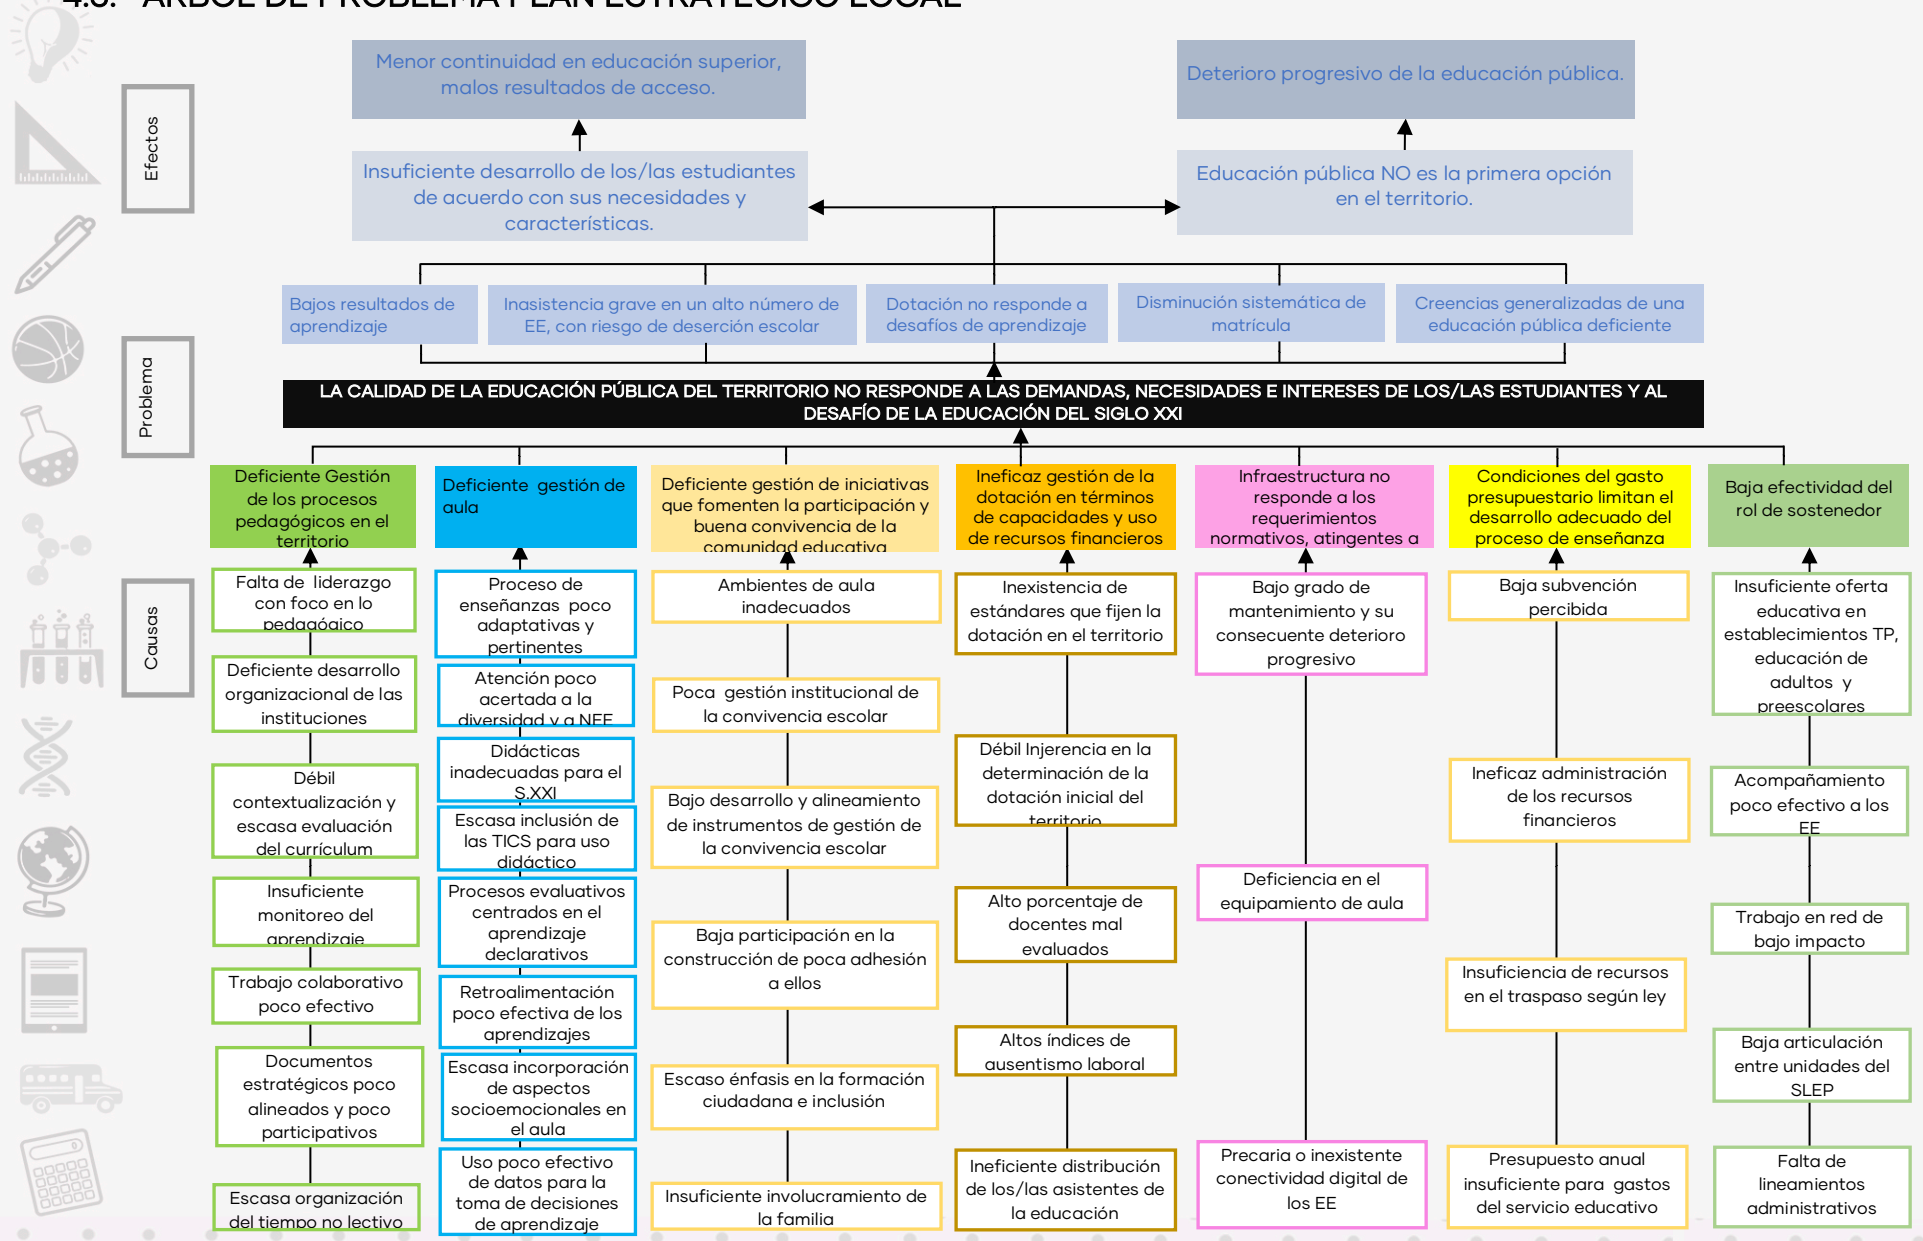 4.3. ÁRBOL DE PROBLEMA PLAN ESTRATÉGICO LOCAL
Efectos
Menor continuidad en educación superior,
malos resultados de acceso.
Deterioro progresivo de la educación pública.
Insuficiente desarrollo de los/las estudiantes
de acuerdo con sus necesidades y
características.
Educación pública NO es la primera opción
en el territorio.
Bajos resultados de
aprendizaje
Inasistencia grave en un alto número de
EE, con riesgo de deserción escolar
Dotación no responde a
desafíos de aprendizaje
Disminución sistemática de
matrícula
Creencias generalizadas de una
educación pública deficiente
Problema
LA CALIDAD DE LA EDUCACIÓN PÚBLICA DEL TERRITORIO NO RESPONDE A LAS DEMANDAS, NECESIDADES E INTERESES DE LOS/LAS ESTUDIANTES Y AL
DESAFÍO DE LA EDUCACIÓN DEL SIGLO XXI
Causas
Deficiente Gestión
de los procesos
pedagógicos en el
territorio
Falta de liderazgo
con foco en lo
pedagógico
Deficiente desarrollo
organizacional de las
instituciones
Débil
contextualización y
escasa evaluación
del currículum
Insuficiente
monitoreo del
aprendizaje
Trabajo colaborativo
poco efectivo
Documentos
estratégicos poco
alineados y poco
participativos
Escasa organización
del tiempo no lectivo
Deficiente gestión de
aula
Proceso de
enseñanzas poco
adaptativas y
pertinentes
Atención poco
acertada a la
diversidad y a NEE
Didácticas
inadecuadas para el
S.XXI
Escasa inclusión de
las TICS para uso
didáctico
Procesos evaluativos
centrados en el
aprendizaje
declarativos
Retroalimentación
poco efectiva de los
aprendizajes
Escasa incorporación
de aspectos
socioemocionales en
el aula
Uso poco efectivo
de datos para la
toma de decisiones
de aprendizaje
Deficiente gestión de iniciativas
que fomenten la participación y
buena convivencia de la
comunidad educativa
Ambientes de aula
inadecuados
Poca gestión institucional de
la convivencia escolar
Bajo desarrollo y alineamiento
de instrumentos de gestión de
la convivencia escolar
Baja participación en la
construcción de poca adhesión
a ellos
Escaso énfasis en la formación
ciudadana e inclusión
Insuficiente involucramiento de
la familia
Ineficaz gestión de la
dotación en términos
de capacidades y uso
de recursos financieros
Inexistencia de
estándares que fijen la
dotación en el territorio
Débil Injerencia en la
determinación de la
dotación inicial del
territorio
Alto porcentaje de
docentes mal
evaluados
Altos índices de
ausentismo laboral
Ineficiente distribución
de los/las asistentes de
la educación
Infraestructura no
responde a los
requerimientos
normativos, atingentes a
Bajo grado de
mantenimiento y su
consecuente deterioro
progresivo
Deficiencia en el
equipamiento de aula
Precaria o inexistente
conectividad digital de
los EE
Condiciones del gasto
presupuestario limitan el
desarrollo adecuado del
proceso de enseñanza
Baja subvención
percibida
Ineficaz administración
de los recursos
financieros
Insuficiencia de recursos
en el traspaso según ley
Presupuesto anual
insuficiente para gastos
del servicio educativo
Baja efectividad del
rol de sostenedor
Insuficiente oferta
educativa en
establecimientos TP,
educación de
adultos y
preescolares
Acompañamiento
poco efectivo a los
EE
Trabajo en red de
bajo impacto
Baja articulación
entre unidades del
SLEP
Falta de
lineamientos
administrativos